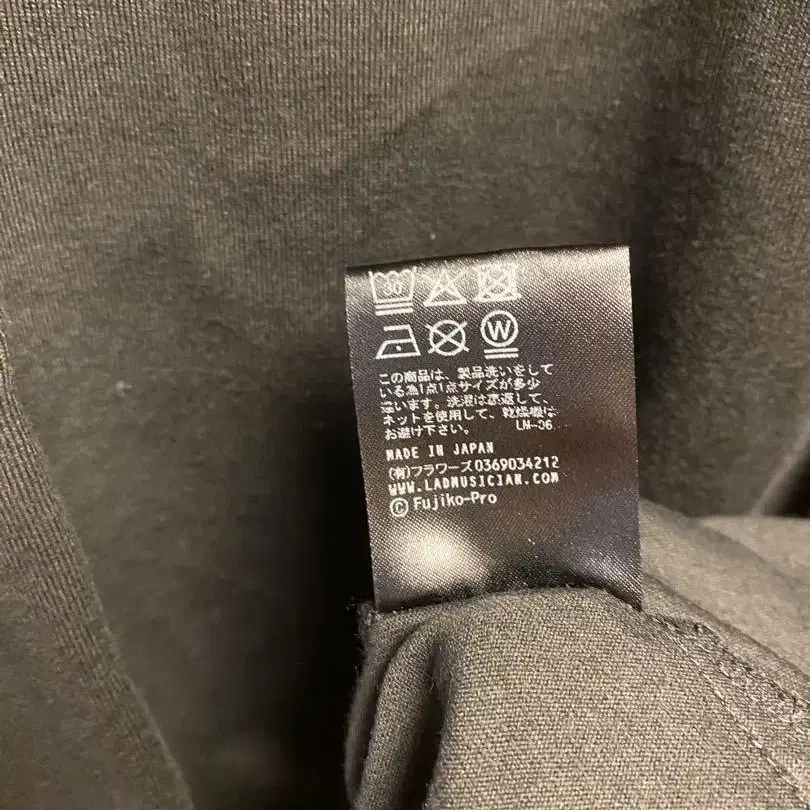 30
W
この商品は、製品洗いをして
いる為1点1点サイズが多少
違います。洗濯は裏返して、
ネットを使用して、乾燥機は
お避け下さい。 LM-06
MADE IN JAPAN
(有)フラワーズ0369034212
WWW.LADMUSICIAN.COM
© Fujiko-Pro